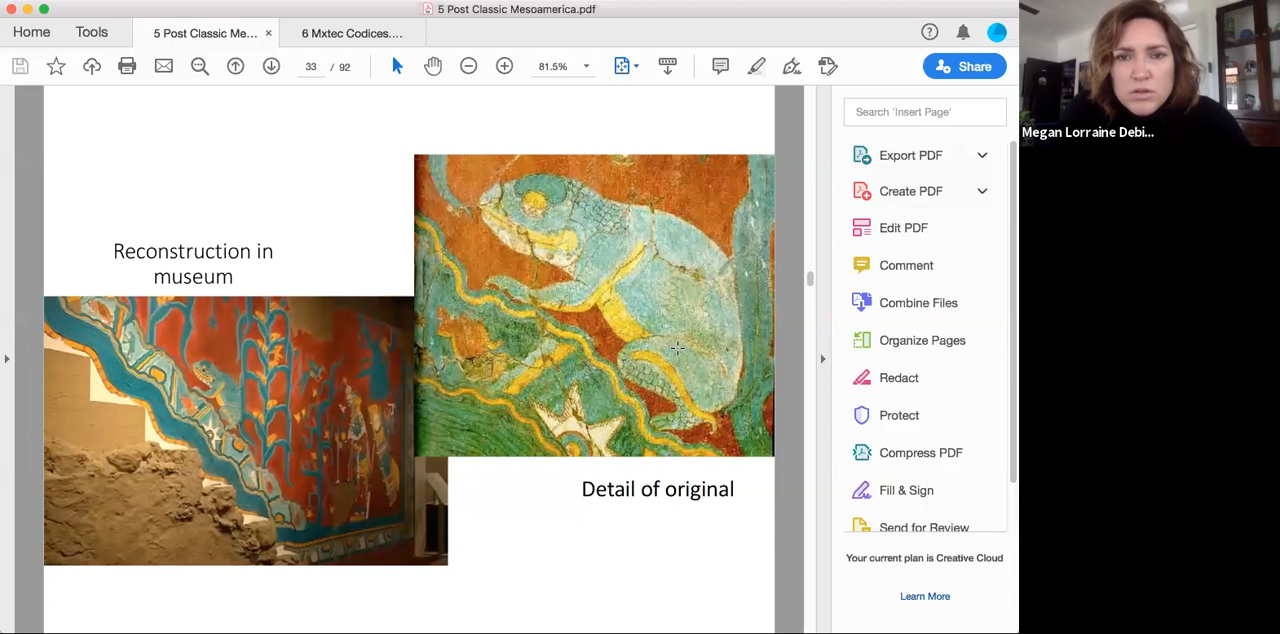 5 Post Classic Mesoamerica.pdf
Home
Tools
5 Post Classic Me...
×
6 Mxtec Codices....
33 / 92
81.5%
Share
Search 'Insert Page'
Export PDF
Create PDF
Edit PDF
Comment
Combine Files
Organize Pages
Redact
Protect
Compress PDF
Fill & Sign
Send for Review
Your current plan is Creative Cloud
Learn More
Reconstruction in
museum
Detail of original
Megan Lorraine Debi...